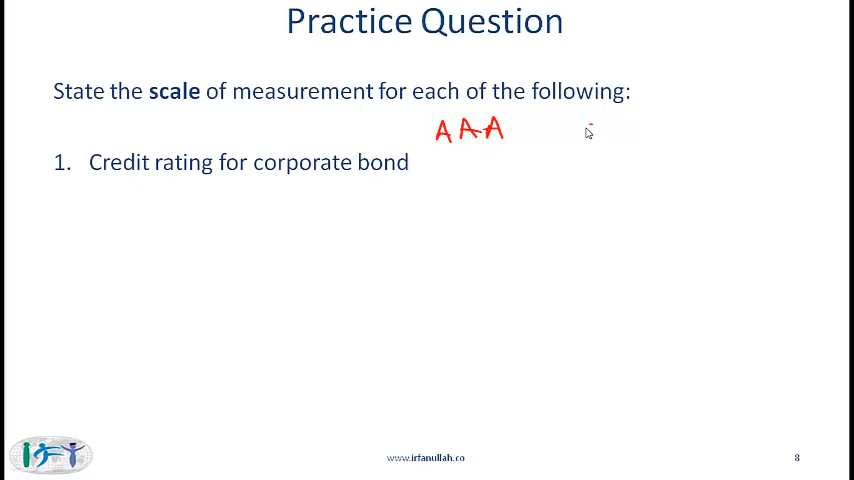 Practice Question
State the scale of measurement for each of the following:
AAA
1. Credit rating for corporate bond
www.irfanullah.co
8